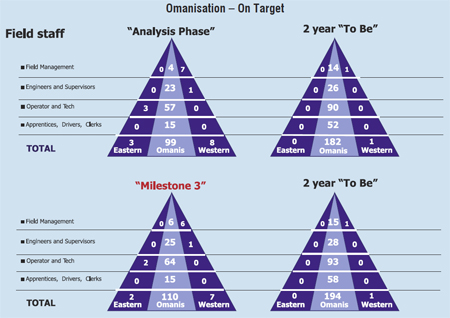 Omanisation – On Target
Field staff
"Analysis Phase"
2 year "To Be"
Field Management
0 4 7
0 14 1
Engineers and Supervisors
0 23 1
0 26 0
Operator and Tech
3 57 0
0 90 0
Apprentices, Drivers, Clerks
0 15 0
0 52 0
TOTAL
3 99 8
0 182 1
Eastern Omanis Western
Eastern Omanis Western
"Milestone 3"
2 year "To Be"
Field Management
0 6 6
0 15 1
Engineers and Supervisors
0 25 1
0 28 0
Operator and Tech
2 64 0
0 93 0
Apprentices, Drivers, Clerks
0 15 0
0 58 0
TOTAL
2 110 7
0 194 1
Eastern Omanis Western
Eastern Omanis Western